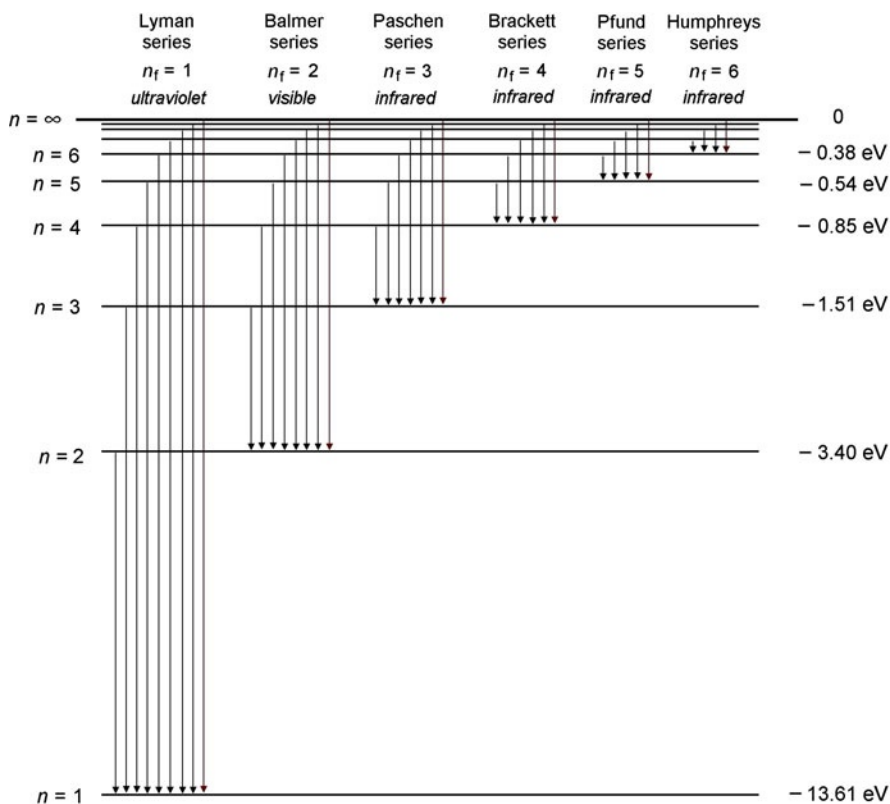 Lyman series
n_f = 1
ultraviolet
Balmer series
n_f = 2
visible
Paschen series
n_f = 3
infrared
Brackett series
n_f = 4
infrared
Pfund series
n_f = 5
infrared
Humphreys series
n_f = 6
infrared
n = ∞ 0
n = 6 – 0.38 eV
n = 5 – 0.54 eV
n = 4 – 0.85 eV
n = 3 – 1.51 eV
n = 2 – 3.40 eV
n = 1 – 13.61 eV